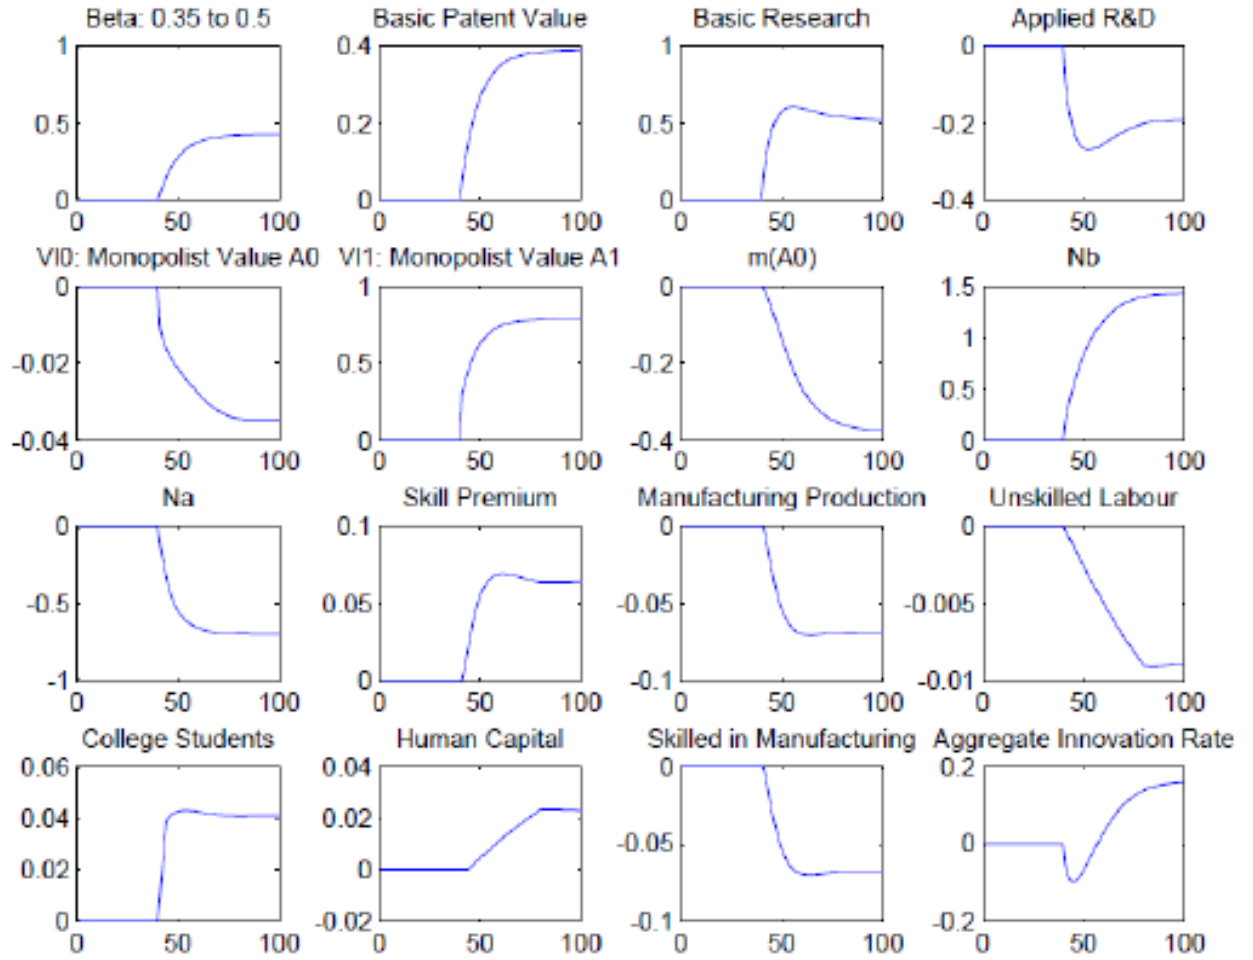 Beta: 0.35 to 0.5 Basic Patent Value Basic Research Applied R&D
1 0.4 1 0
0.5 0.2 0.5 -0.2
0 0 0 -0.4
0 50 100 0 50 100 0 50 100 0 50 100
VI0: Monopolist Value A0 VI1: Monopolist Value A1 m(A0) Nb
0 1 0 1.5
-0.02 0.5 -0.2 1
0.5
-0.04 0 -0.4 0
0 50 100 0 50 100 0 50 100 0 50 100
Na Skill Premium Manufacturing Production Unskilled Labour
0 0.1 0 0
-0.5 0.05 -0.05 -0.005
-1 0 -0.1 -0.01
0 50 100 0 50 100 0 50 100 0 50 100
College Students Human Capital Skilled in Manufacturing Aggregate Innovation Rate
0.06 0.04 0 0.2
0.04 0.02 -0.05 0
0.02 0
0 -0.02 -0.1 -0.2
0 50 100 0 50 100 0 50 100 0 50 100